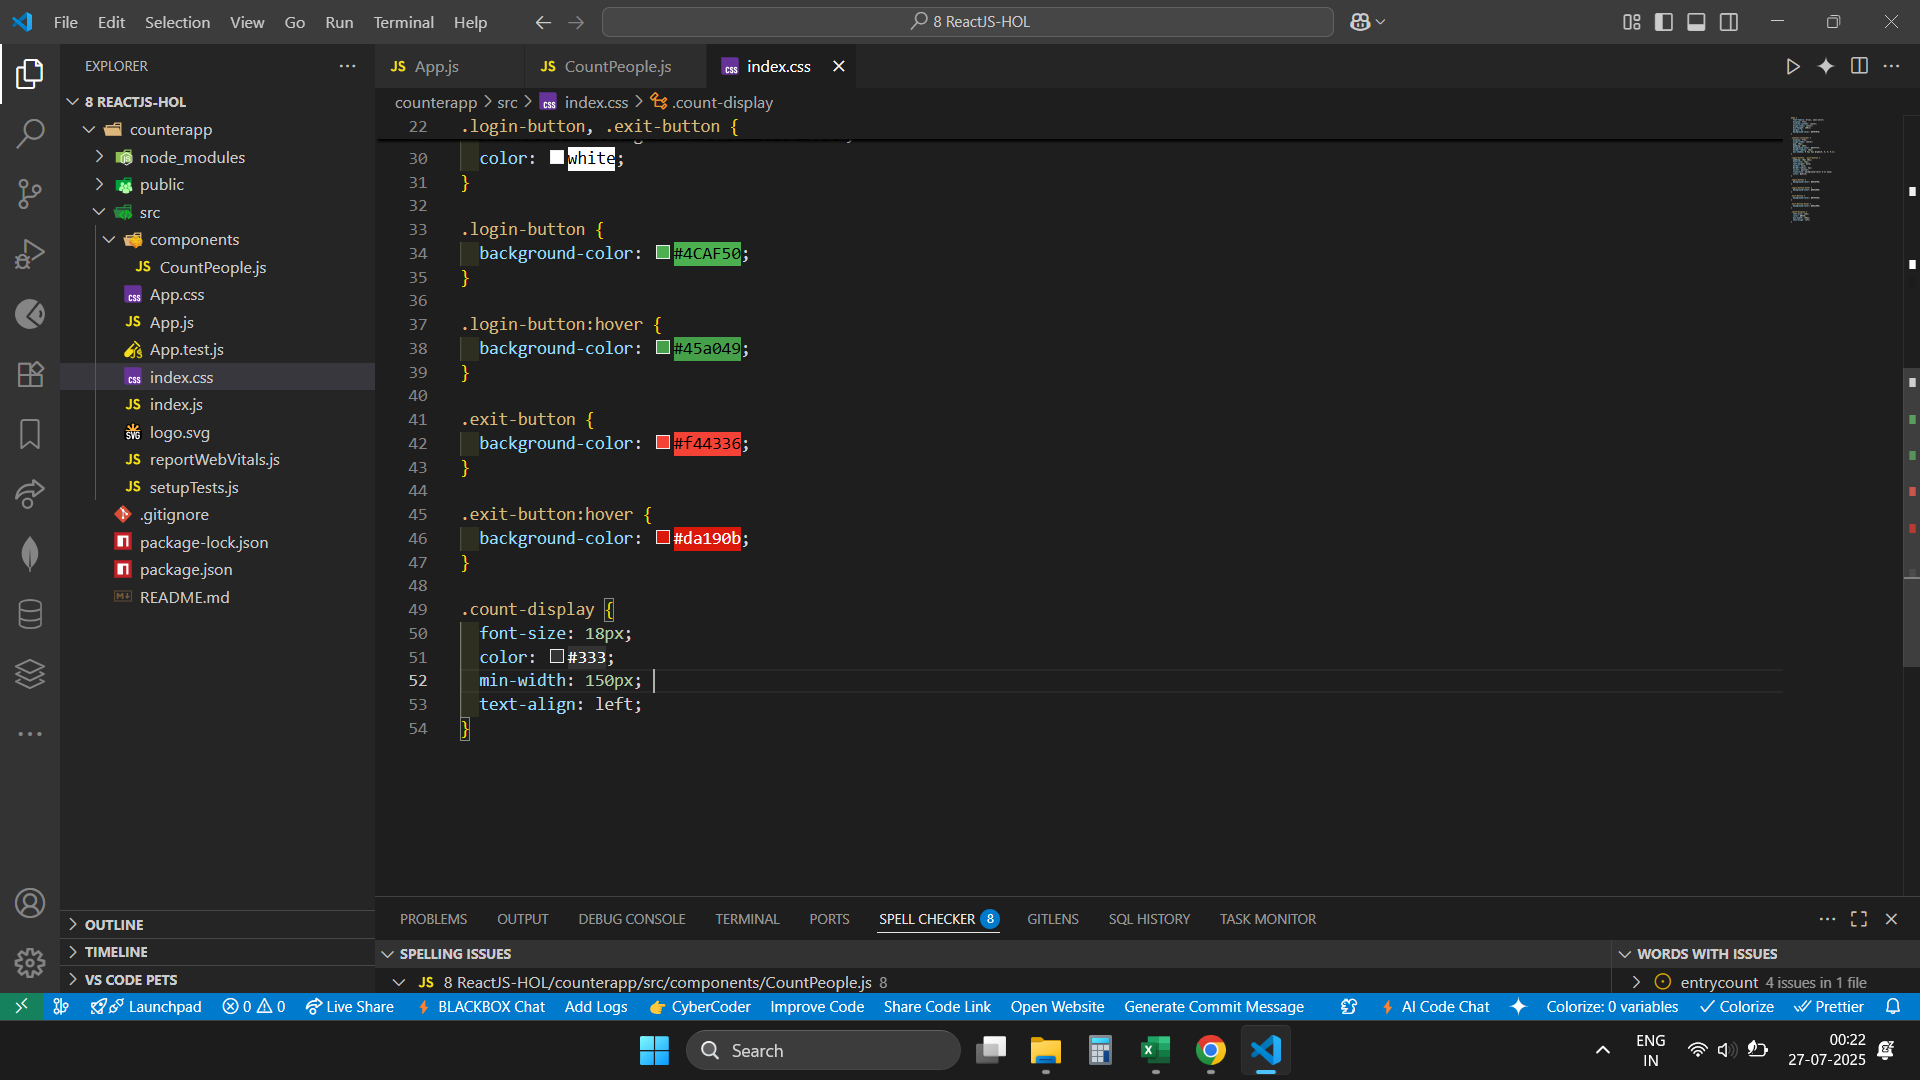 File Edit Selection View Go Run Terminal Help
8 ReactJS-HOL
EXPLORER
8 REACTJS-HOL
counterapp
node_modules
public
src
components
JS CountPeople.js
css App.css
JS App.js
App.test.js
css index.css
JS index.js
SVG logo.svg
JS reportWebVitals.js
JS setupTests.js
.gitignore
package-lock.json
package.json
README.md
OUTLINE
TIMELINE
VS CODE PETS
JS App.js
JS CountPeople.js
css index.css
counterapp > src > css index.css > .count-display
22 .login-button, .exit-button {
30 color: white;
31 }
32
33 .login-button {
34 background-color: #4CAF50;
35 }
36
37 .login-button:hover {
38 background-color: #45a049;
39 }
40
41 .exit-button {
42 background-color: #f44336;
43 }
44
45 .exit-button:hover {
46 background-color: #da190b;
47 }
48
49 .count-display {
50 font-size: 18px;
51 color: #333;
52 min-width: 150px;
53 text-align: left;
54 }
PROBLEMS OUTPUT DEBUG CONSOLE TERMINAL PORTS SPELL CHECKER 8 GITLENS SQL HISTORY TASK MONITOR
SPELLING ISSUES
JS 8 ReactJS-HOL/counterapp/src/components/CountPeople.js 8
WORDS WITH ISSUES
entrycount 4 issues in 1 file
Launchpad 0 0 Live Share BLACKBOX Chat Add Logs CyberCoder Improve Code Share Code Link Open Website Generate Commit Message AI Code Chat Colorize: 0 variables Colorize Prettier
Search
ENG
IN
00:22
27-07-2025